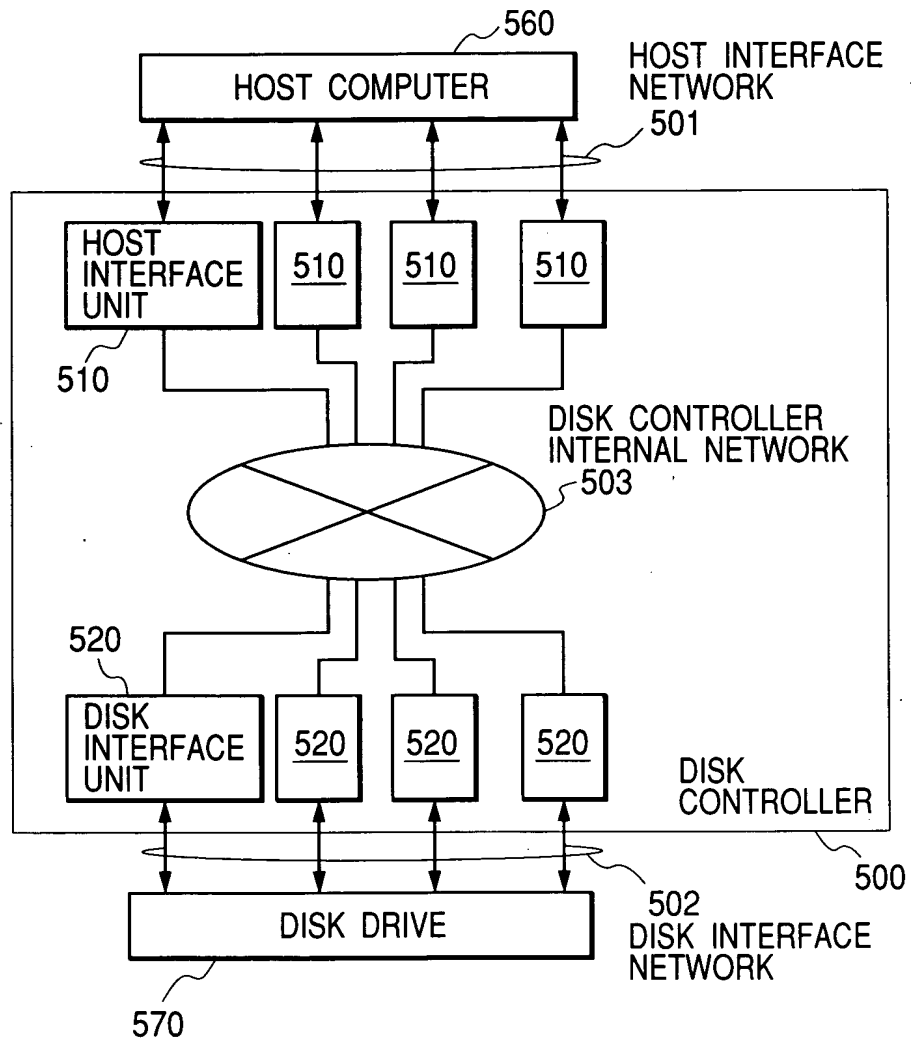 560
HOST COMPUTER
HOST INTERFACE
NETWORK
501
HOST
INTERFACE
UNIT
510
510
510
510
DISK CONTROLLER
INTERNAL NETWORK
503
520
DISK
INTERFACE
UNIT
520
520
520
DISK
CONTROLLER
500
502
DISK DRIVE
DISK INTERFACE
NETWORK
570